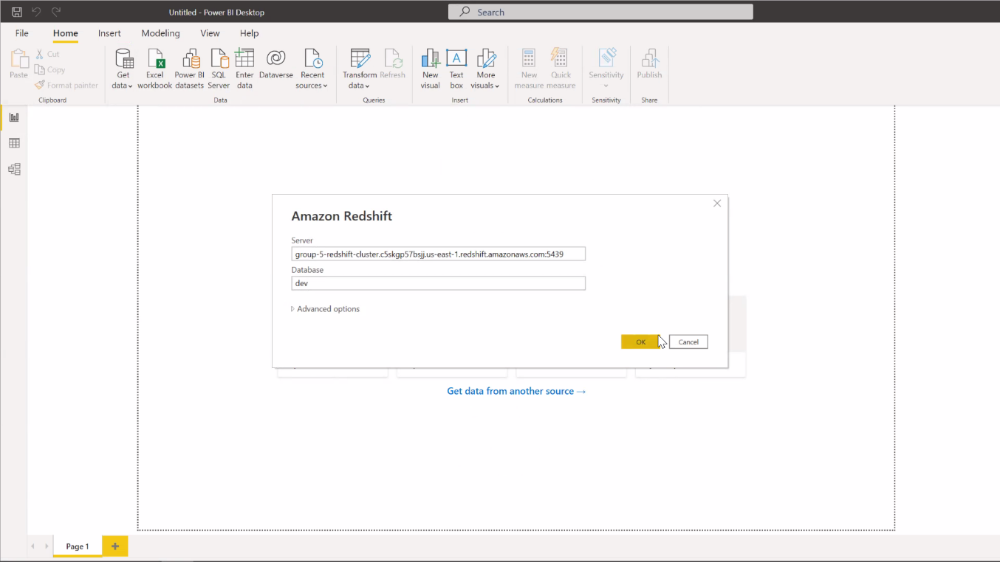 Untitled - Power BI Desktop
Search
File Home Insert Modeling View Help
Paste
Cut
Copy
Format painter
Clipboard
Get data
Excel workbook
Power BI datasets
SQL Server
Enter data
Dataverse
Recent sources
Data
Transform data
Refresh
Queries
New visual
Text box
More visuals
Insert
New measure
Quick measure
Calculations
Sensitivity
Sensitivity
Publish
Share
Amazon Redshift
Server
group-5-redshift-cluster.c5skgp57bsjj.us-east-1.redshift.amazonaws.com:5439
Database
dev
Advanced options
OK Cancel
Get data from another source →
Page 1